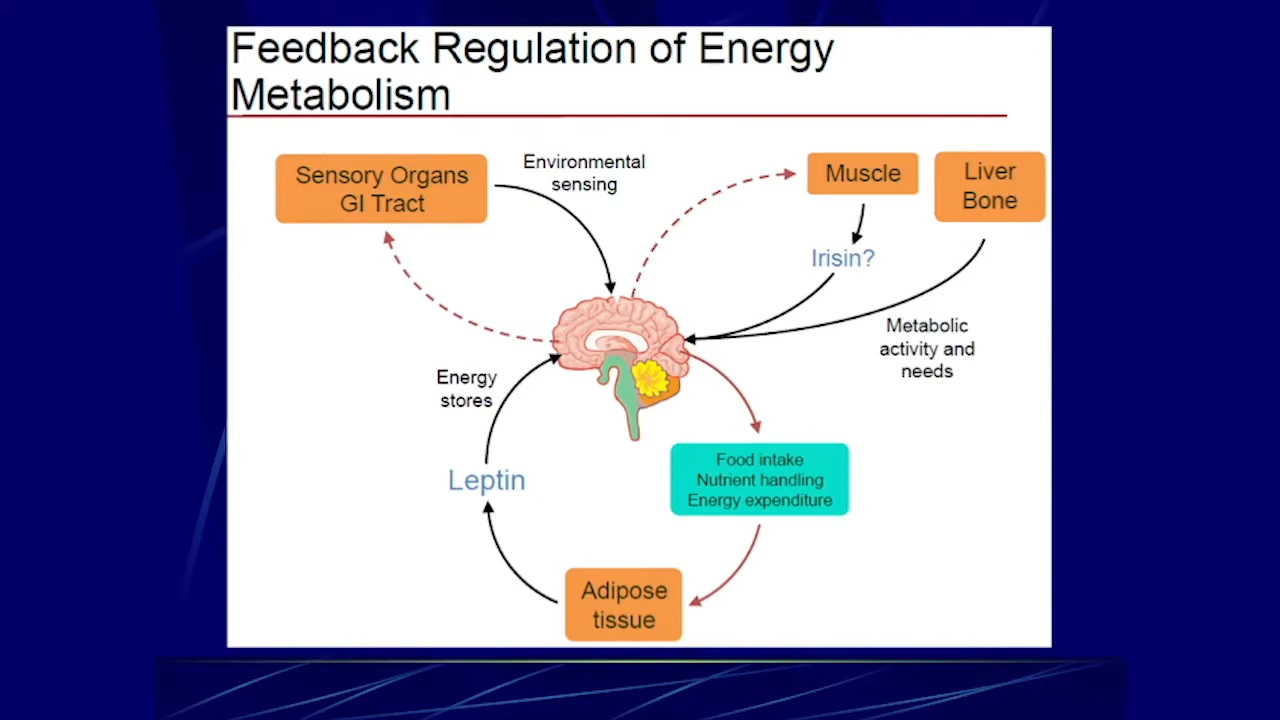 Feedback Regulation of Energy
Metabolism
Sensory Organs
GI Tract
Environmental
sensing
Muscle
Liver
Bone
Irisin?
Metabolic
activity and
needs
Energy
stores
Leptin
Food intake
Nutrient handling
Energy expenditure
Adipose
tissue